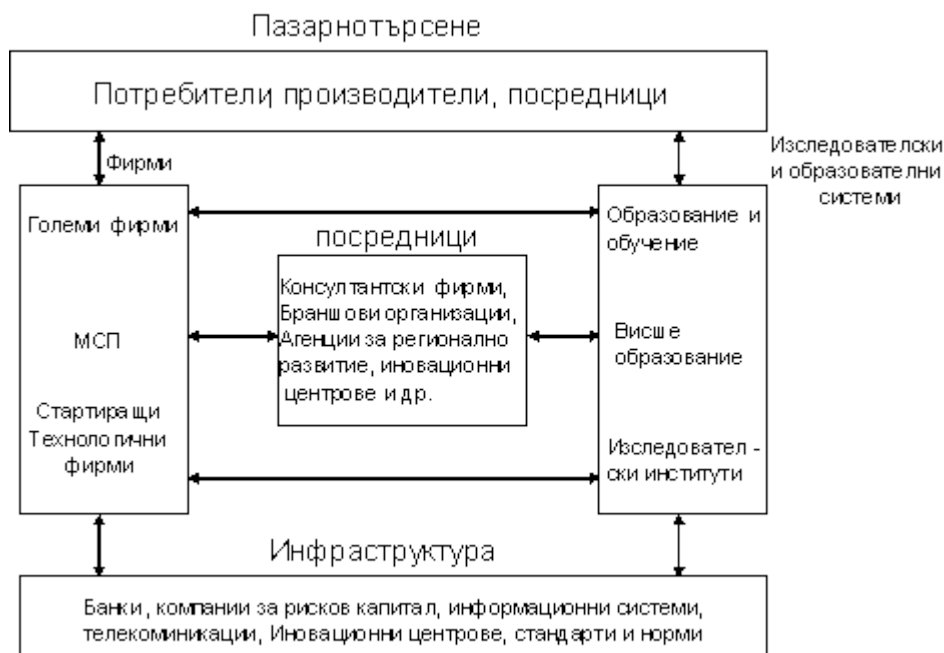 Пазарнотърсене
Потребители, производители, посредници
Фирми
Изследователски
и образователни
системи
Големи фирми
МСП
Стартиращи
Технологични
фирми
посредници
Консултантски фирми,
Браншови организации,
Агенции за регионално
развитие, иновационни
центрове и др.
Образование и
обучение
Висше
образование
Изследовател -
ски институти
Инфраструктура
Банки, компании за рисков капитал, информационни системи,
телекоминикации, Иновационни центрове, стандарти и норми